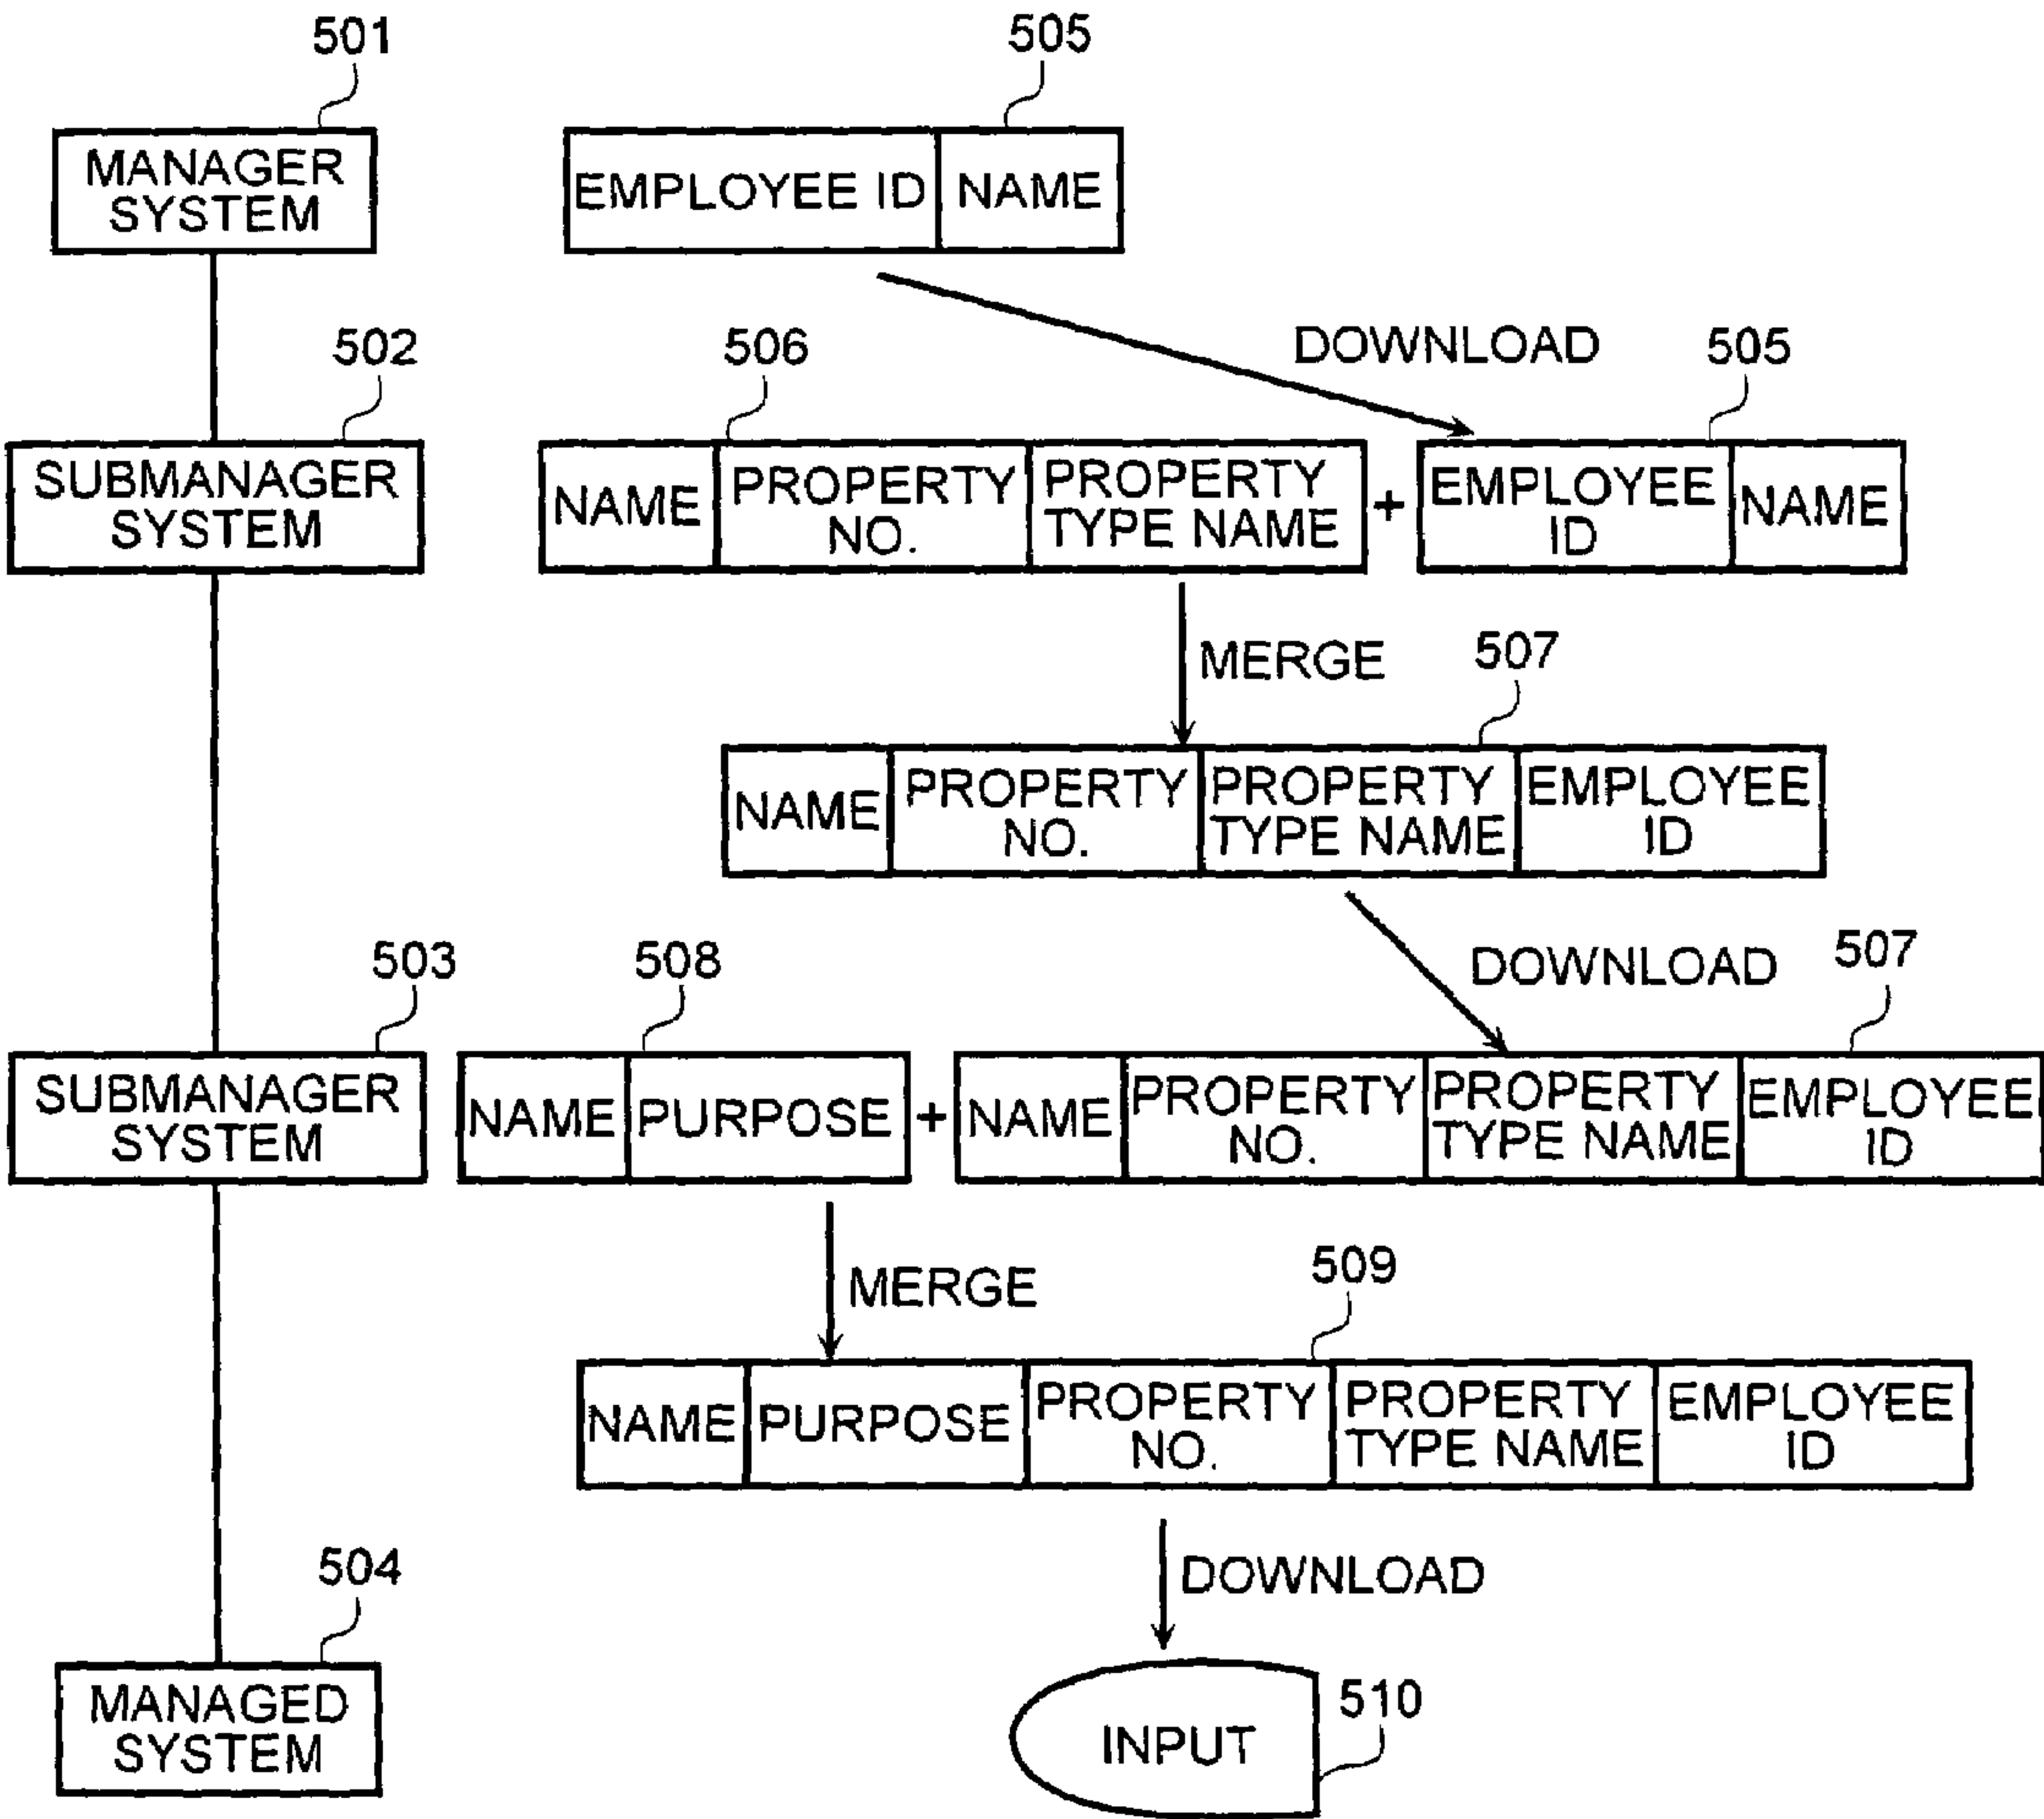 501
505
MANAGER
SYSTEM
EMPLOYEE ID
NAME
DOWNLOAD
502
506
505
SUBMANAGER
SYSTEM
NAME
PROPERTY
NO.
PROPERTY
TYPE NAME
+
EMPLOYEE
ID
NAME
MERGE
507
NAME
PROPERTY
NO.
PROPERTY
TYPE NAME
EMPLOYEE
ID
DOWNLOAD
503
508
507
SUBMANAGER
SYSTEM
NAME
PURPOSE
+
NAME
PROPERTY
NO.
PROPERTY
TYPE NAME
EMPLOYEE
ID
MERGE
509
NAME
PURPOSE
PROPERTY
NO.
PROPERTY
TYPE NAME
EMPLOYEE
ID
DOWNLOAD
504
MANAGED
SYSTEM
INPUT
510